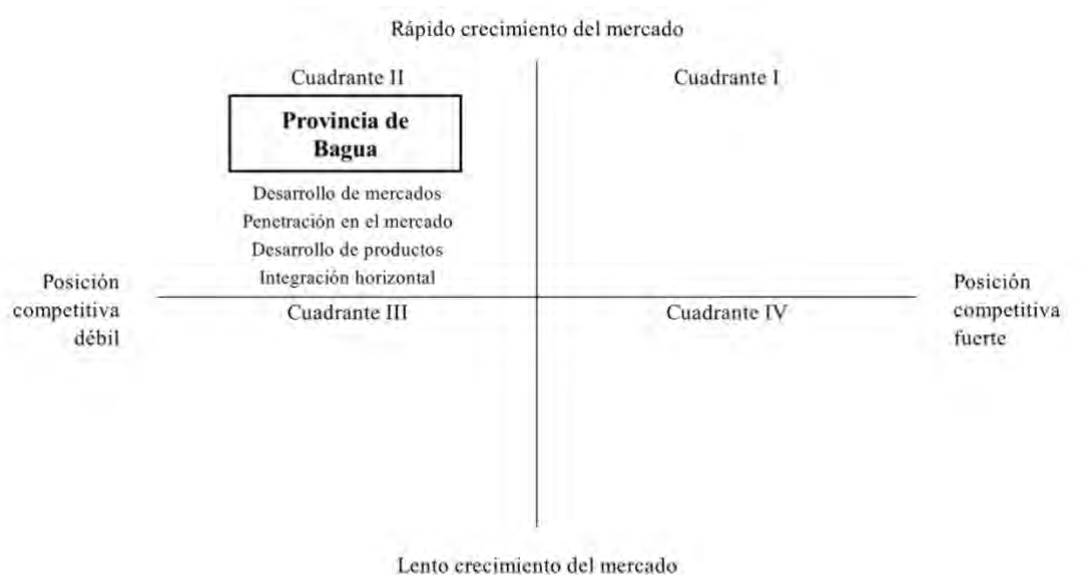 Rápido crecimiento del mercado
Cuadrante II
Cuadrante I
Provincia de
Bagua
Desarrollo de mercados
Penetración en el mercado
Desarrollo de productos
Integración horizontal
Posición
competitiva
débil
Posición
competitiva
fuerte
Cuadrante III
Cuadrante IV
Lento crecimiento del mercado